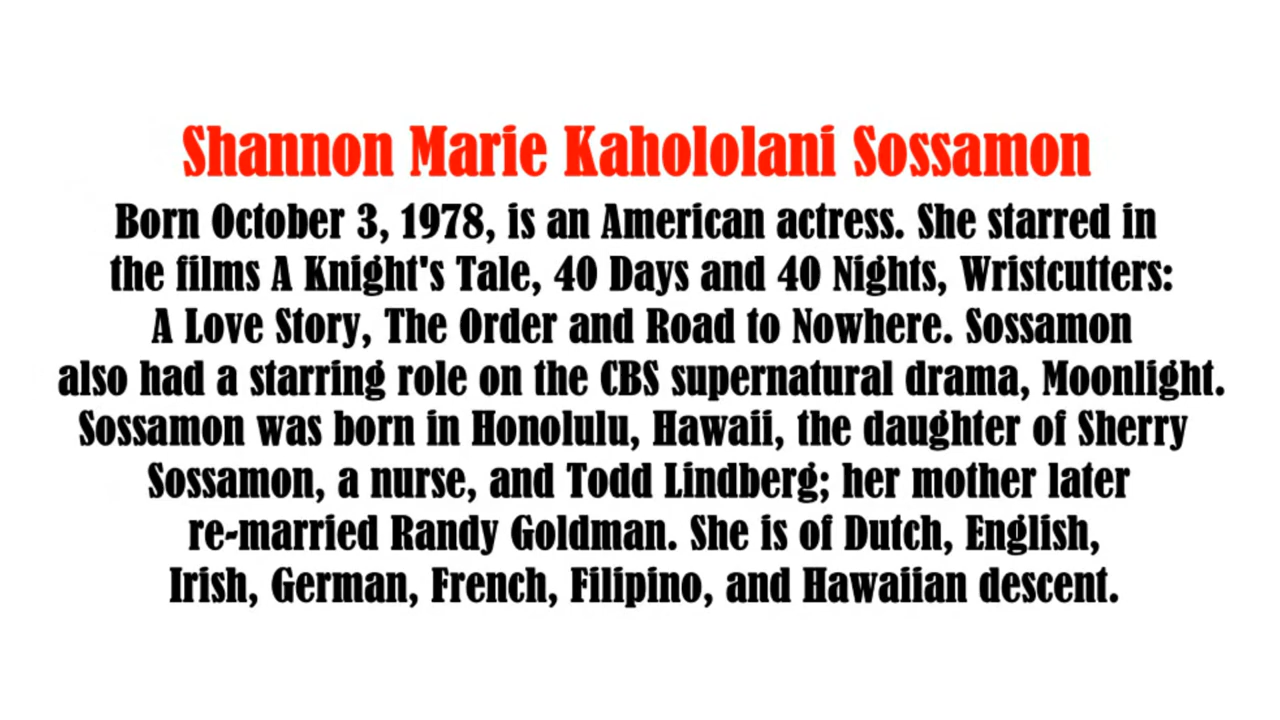 Shannon Marie Kahololani Sossamon
Born October 3, 1978, is an American actress. She starred in
the films A Knight's Tale, 40 Days and 40 Nights, Wristcutters:
A Love Story, The Order and Road to Nowhere. Sossamon
also had a starring role on the CBS supernatural drama, Moonlight.
Sossamon was born in Honolulu, Hawaii, the daughter of Sherry
Sossamon, a nurse, and Todd Lindberg; her mother later
re-married Randy Goldman. She is of Dutch, English,
Irish, German, French, Filipino, and Hawaiian descent.